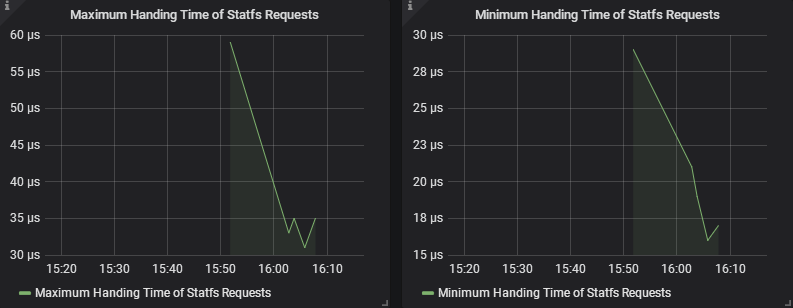 Maximum Handing Time of Statfs Requests
60 µs
55 µs
50 µs
45 µs
40 µs
35 µs
30 µs
15:20 15:30 15:40 15:50 16:00 16:10
Maximum Handing Time of Statfs Requests
Minimum Handing Time of Statfs Requests
30 µs
28 µs
25 µs
23 µs
20 µs
18 µs
15 µs
15:20 15:30 15:40 15:50 16:00 16:10
Minimum Handing Time of Statfs Requests